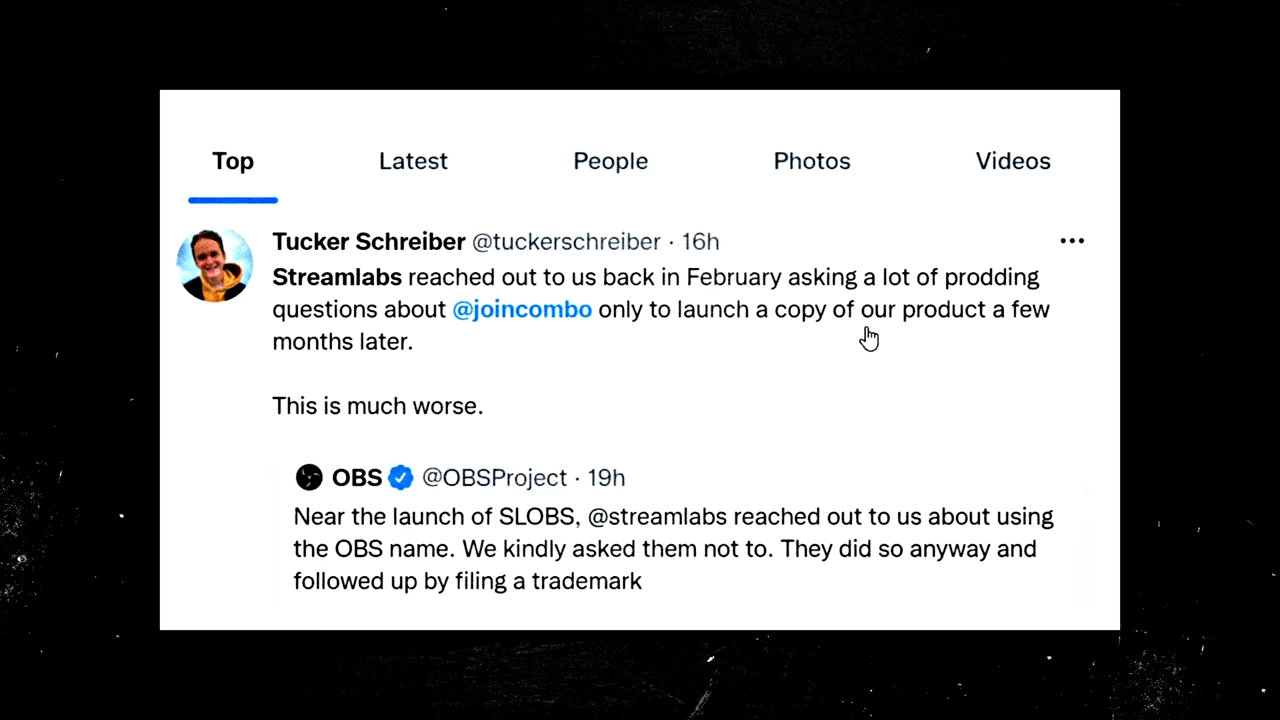 Top Latest People Photos Videos
Tucker Schreiber @tuckerschreiber · 16h
Streamlabs reached out to us back in February asking a lot of prodding
questions about @joincombo only to launch a copy of our product a few
months later.
This is much worse.
OBS @OBSProject · 19h
Near the launch of SLOBS, @streamlabs reached out to us about using
the OBS name. We kindly asked them not to. They did so anyway and
followed up by filing a trademark